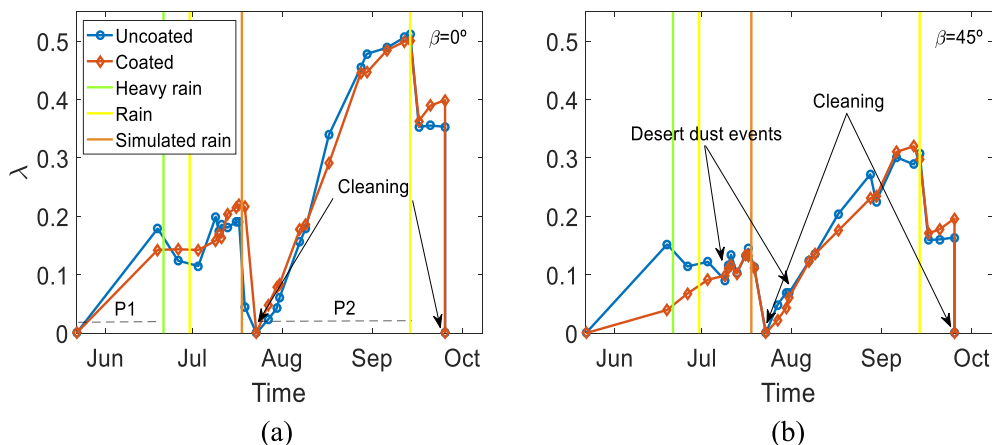 0.5
0.4
0.3
0.2
0.1
0
λ
Uncoated
Coated
Heavy rain
Rain
Simulated rain
β=0º
Cleaning
P1
P2
Jun Jul Aug Sep Oct
Time
(a)
0.5
0.4
0.3
0.2
0.1
0
β=45º
Cleaning
Desert dust events
Jun Jul Aug Sep Oct
Time
(b)